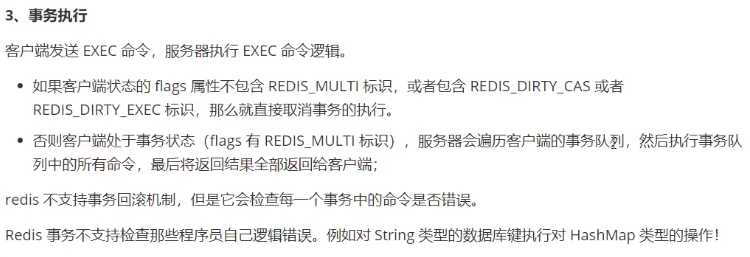 3、事务执行
客户端发送 EXEC 命令，服务器执行 EXEC 命令逻辑。
• 如果客户端状态的 flags 属性不包含 REDIS_MULTI 标识，或者包含 REDIS_DIRTY_CAS 或者
REDIS_DIRTY_EXEC 标识，那么就直接取消事务的执行。
• 否则客户端处于事务状态（flags 有 REDIS_MULTI 标识），服务器会遍历客户端的事务队列，然后执行事务队
列中的所有命令，最后将返回结果全部返回给客户端；
redis 不支持事务回滚机制，但是它会检查每一个事务中的命令是否错误。
Redis 事务不支持检查那些程序员自己逻辑错误。例如对 String 类型的数据库键执行对 HashMap 类型的操作！